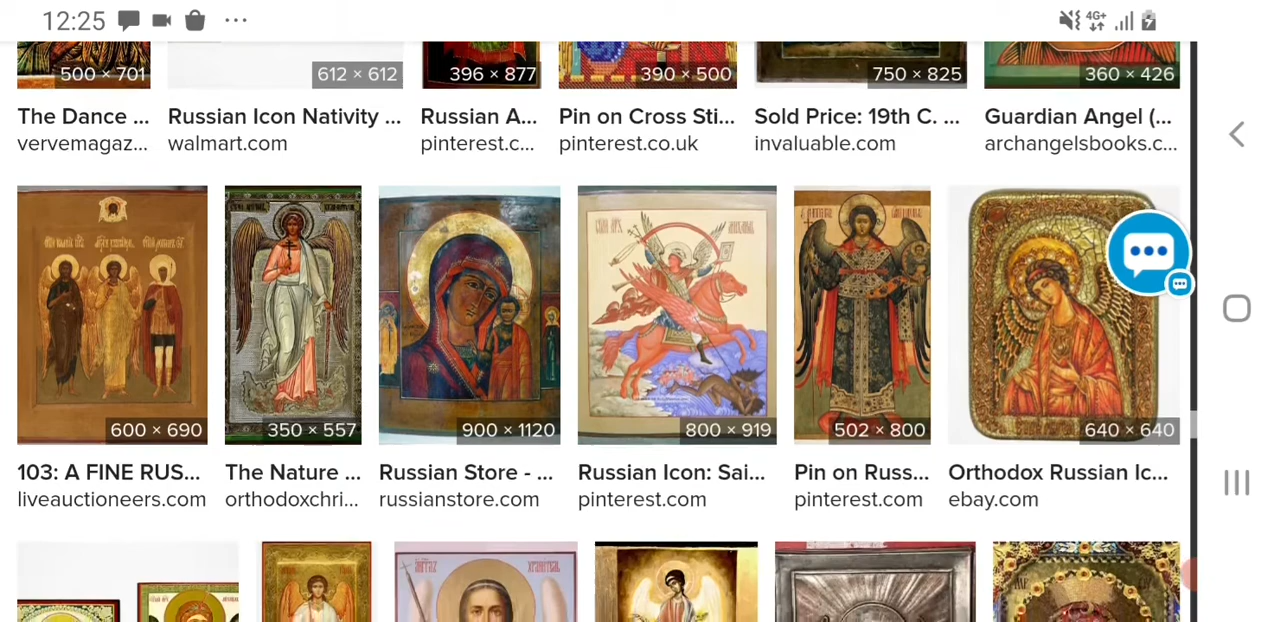 12:25
4G+
500 × 701
612 × 612
396 × 877
390 × 500
750 × 825
360 × 426
The Dance ...
Russian Icon Nativity ...
Russian A...
Pin on Cross Sti...
Sold Price: 19th C. ...
Guardian Angel (...
vervemagaz...
walmart.com
pinterest.c...
pinterest.co.uk
invaluable.com
archangelsbooks.c...
600 × 690
350 × 557
900 × 1120
800 × 919
502 × 800
640 × 640
103: A FINE RUS...
The Nature ...
Russian Store - ...
Russian Icon: Sai...
Pin on Russ...
Orthodox Russian Ic...
liveauctioneers.com
orthodoxchri...
russianstore.com
pinterest.com
pinterest.com
ebay.com